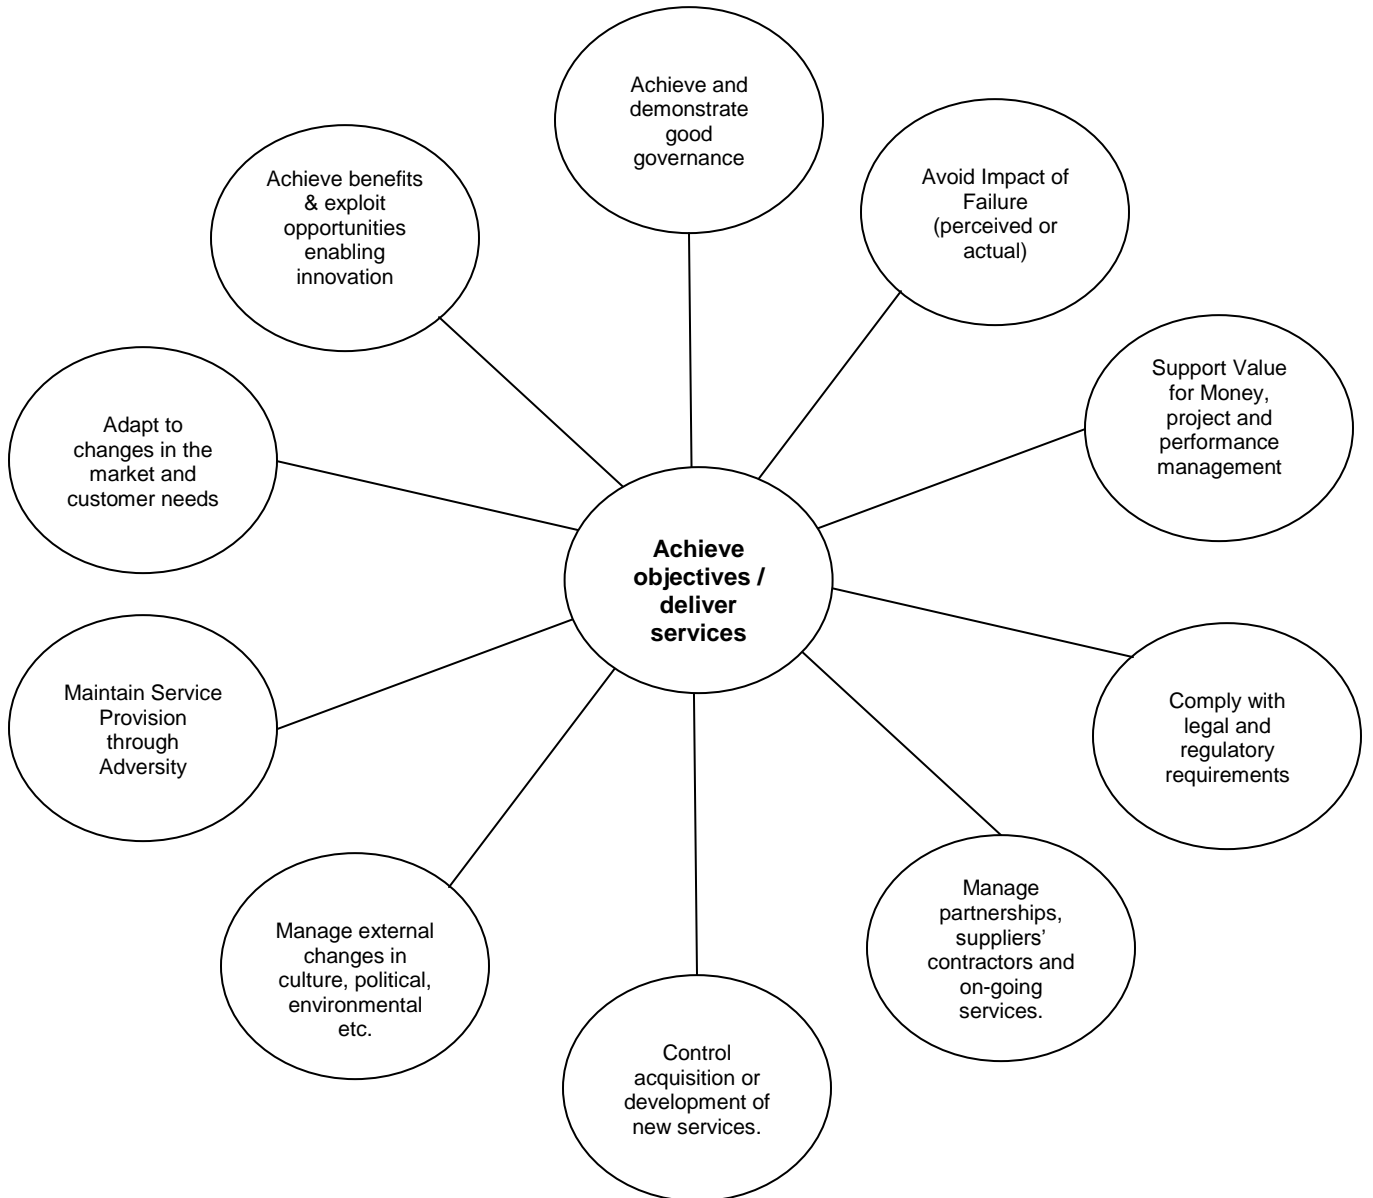 Achieve and
demonstrate
good
governance
Avoid Impact of
Failure
(perceived or
actual)
Achieve benefits
& exploit
opportunities
enabling
innovation
Support Value
for Money,
project and
performance
management
Adapt to
changes in the
market and
customer needs
Achieve
objectives /
deliver
services
Maintain Service
Provision
through
Adversity
Comply with
legal and
regulatory
requirements
Manage
partnerships,
suppliers’
contractors and
on-going
services.
Manage external
changes in
culture, political,
environmental
etc.
Control
acquisition or
development of
new services.